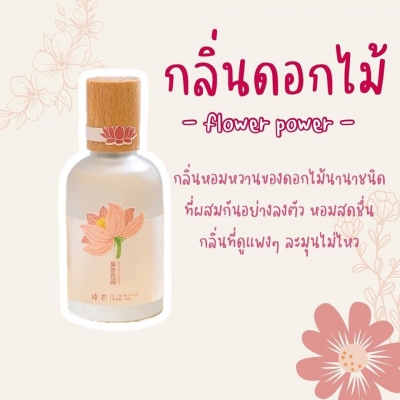 กลิ่นดอกไม้
- flower power -
กลิ่นหอมหวานของดอกไม้นานาชนิด
ที่ผสมกันอย่างลงตัว หอมสดชื่น
กลิ่นที่ดูแพงๆ ละมุนไม่ไหว